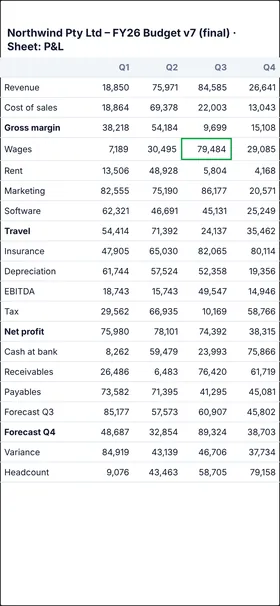 Northwind Pty Ltd – FY26 Budget v7 (final) ·
Sheet: P&L
Q1 Q2 Q3 Q4
Revenue 18,850 75,971 84,585 26,641
Cost of sales 18,864 69,378 22,003 13,043
Gross margin 38,218 54,184 9,699 15,108
Wages 7,189 30,495 79,484 29,085
Rent 13,506 48,928 5,804 4,168
Marketing 82,555 75,190 86,177 20,571
Software 62,321 46,691 45,131 25,249
Travel 54,414 71,392 24,137 35,462
Insurance 47,905 65,030 82,065 80,114
Depreciation 61,744 57,524 52,358 19,356
EBITDA 18,743 15,743 49,547 14,946
Tax 29,562 66,935 10,169 58,766
Net profit 75,980 78,101 74,392 38,315
Cash at bank 8,262 59,479 23,993 75,866
Receivables 26,486 6,483 76,420 61,719
Payables 73,582 71,395 41,295 45,081
Forecast Q3 85,177 57,573 60,907 45,802
Forecast Q4 48,687 32,854 89,324 38,703
Variance 84,919 43,139 46,706 37,734
Headcount 9,076 43,463 58,705 79,158